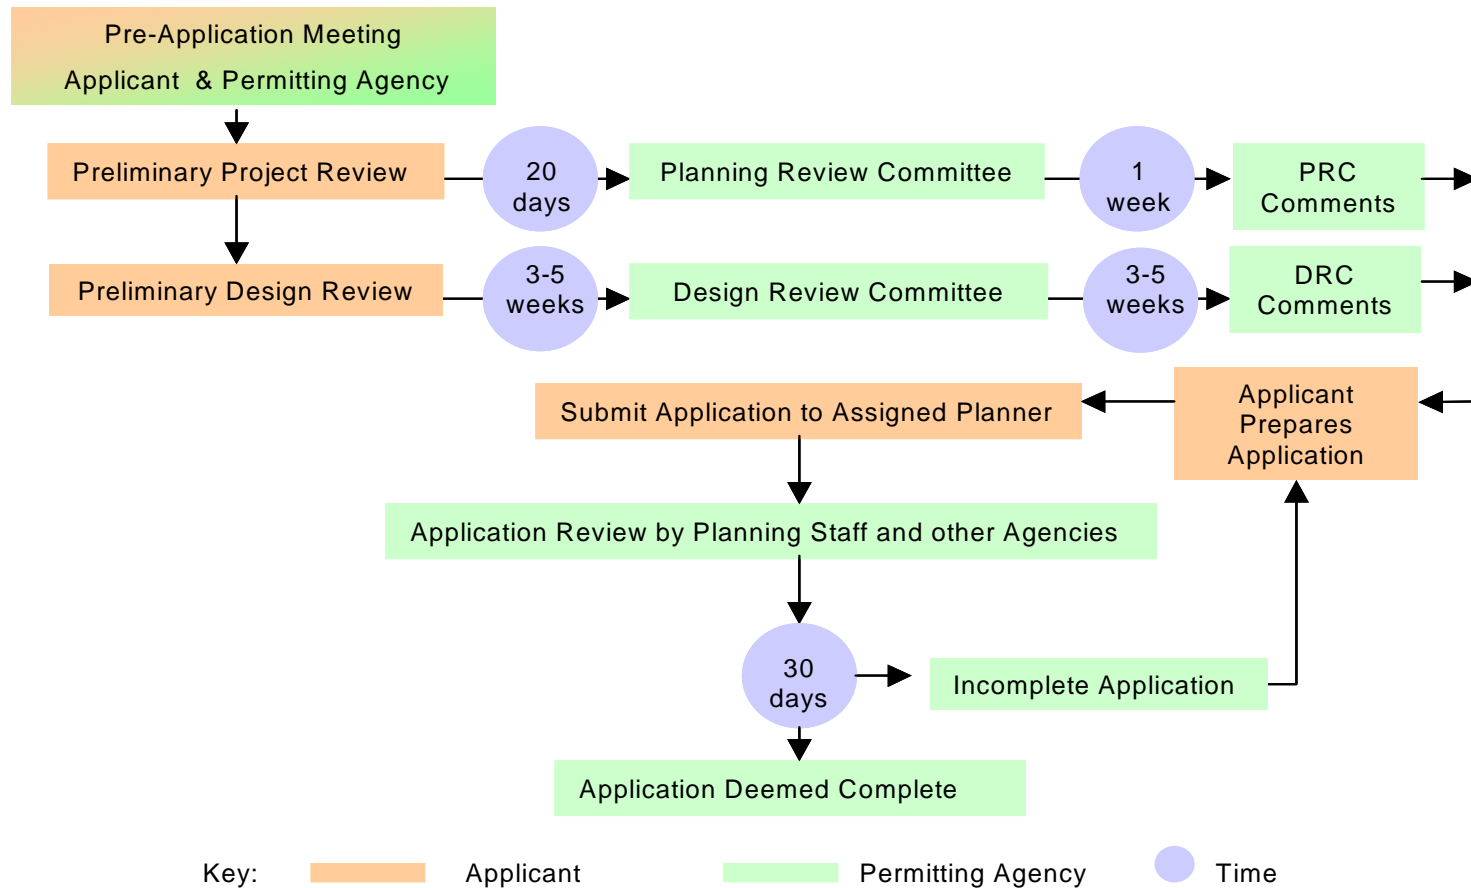 Pre-Application Meeting
Applicant & Permitting Agency
Preliminary Project Review
20
days
Planning Review Committee
1
week
PRC
Comments
Preliminary Design Review
3-5
weeks
Design Review Committee
3-5
weeks
DRC
Comments
Submit Application to Assigned Planner
Applicant
Prepares
Application
Application Review by Planning Staff and other Agencies
30
days
Incomplete Application
Application Deemed Complete
Key:
Applicant
Permitting Agency
Time